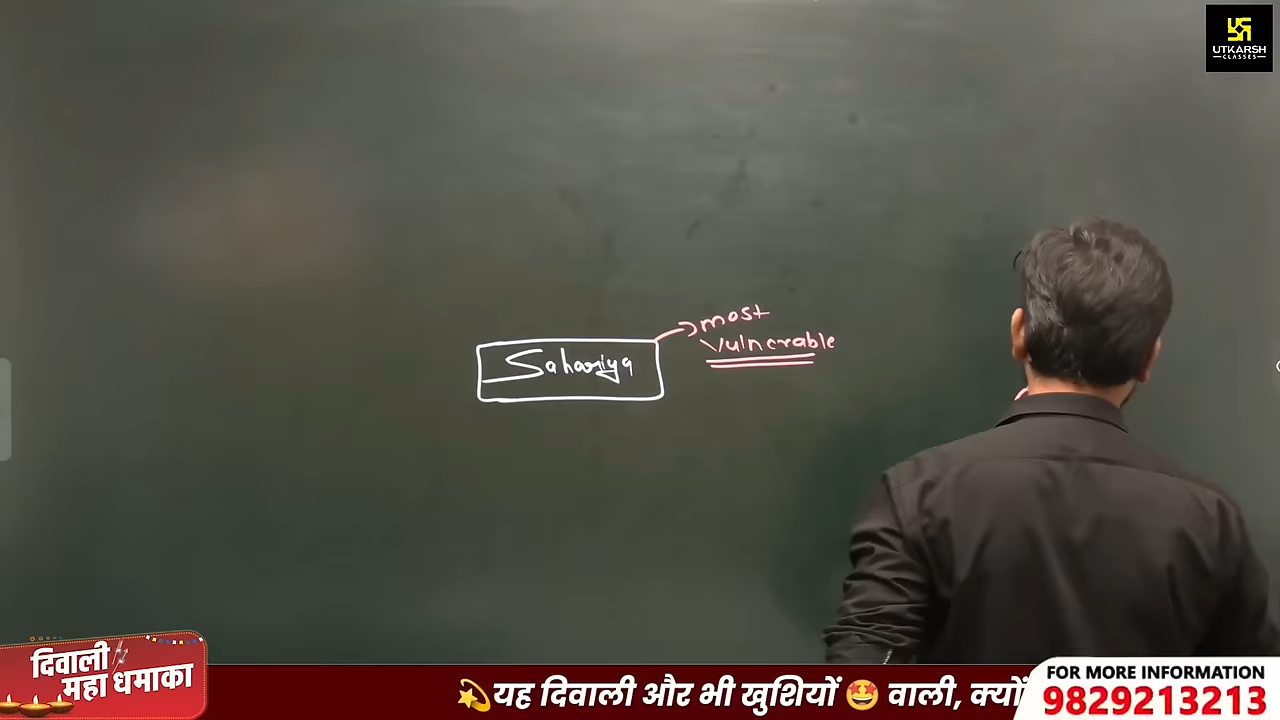 UTKARSH
CLASSES
most
Vulnerable
Sahariya
दिवाली
महा धमाका
यह दिवाली और भी खुशियों 🤩 वाली, क्यों
FOR MORE INFORMATION
9829213213